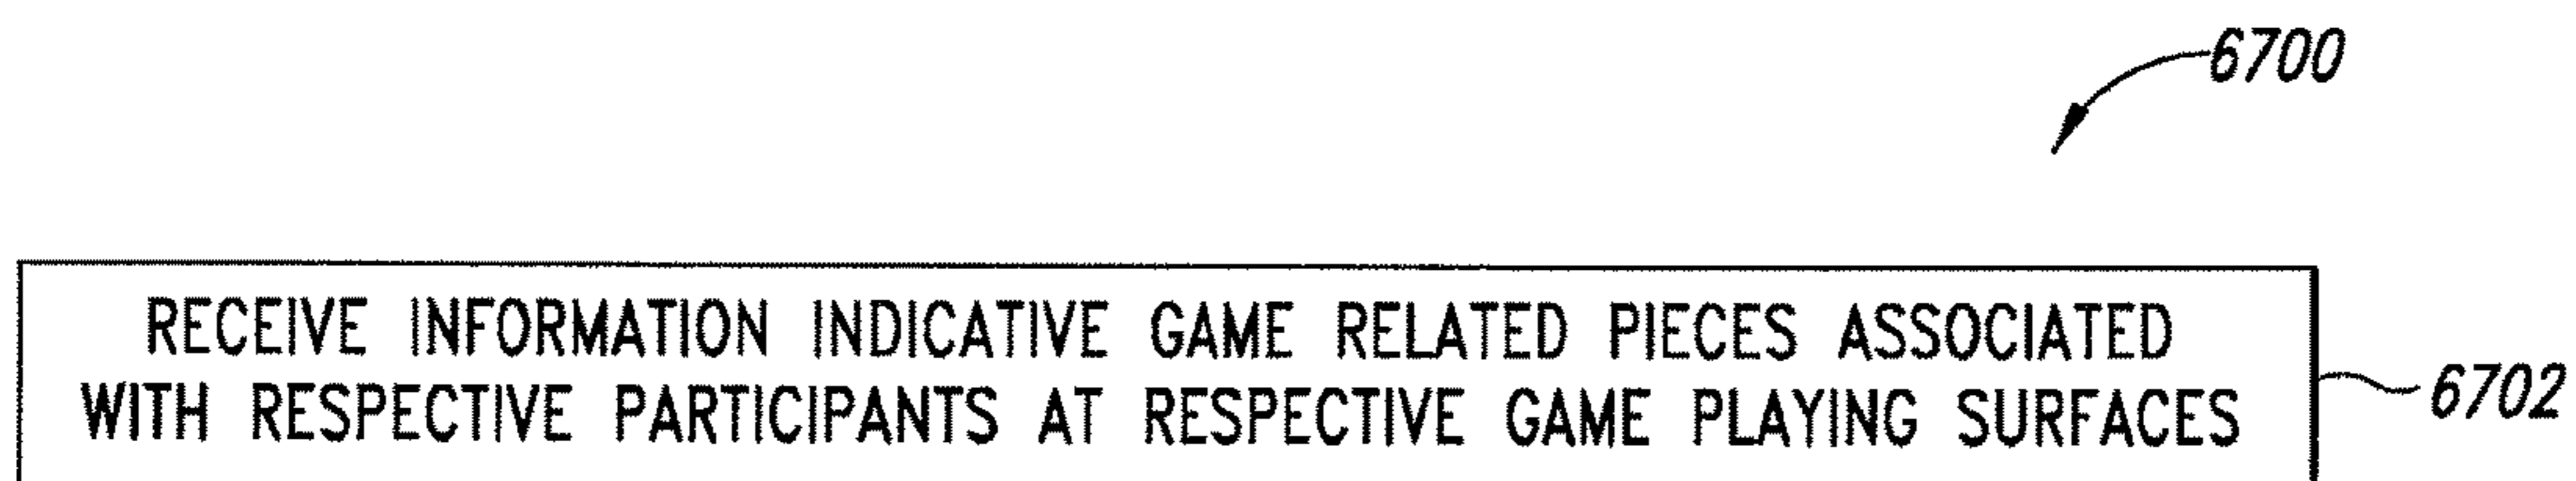 6700
RECEIVE INFORMATION INDICATIVE GAME RELATED PIECES ASSOCIATED
WITH RESPECTIVE PARTICIPANTS AT RESPECTIVE GAME PLAYING SURFACES
6702